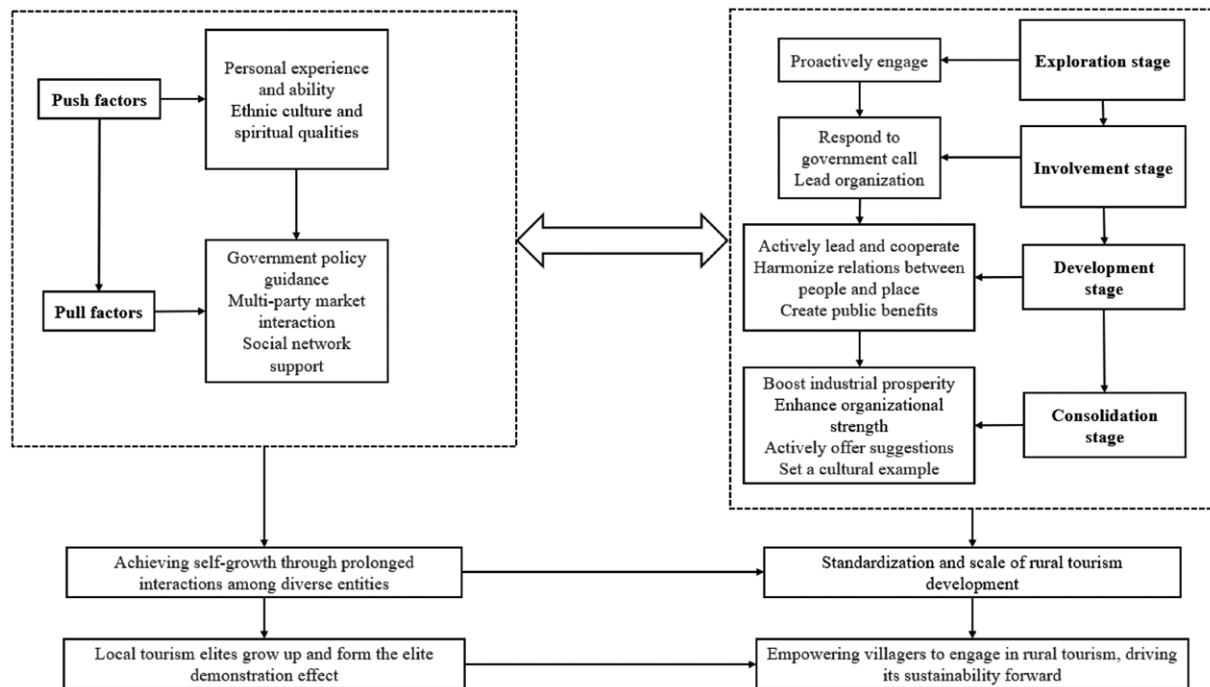 Push factors
Personal experience
and ability
Ethnic culture and
spiritual qualities
Pull factors
Government policy
guidance
Multi-party market
interaction
Social network
support
Proactively engage
Exploration stage
Respond to
government call
Lead organization
Involvement stage
Actively lead and cooperate
Harmonize relations between
people and place
Create public benefits
Development
stage
Boost industrial prosperity
Enhance organizational
strength
Actively offer suggestions
Set a cultural example
Consolidation
stage
Achieving self-growth through prolonged
interactions among diverse entities
Standardization and scale of rural tourism
development
Local tourism elites grow up and form the elite
demonstration effect
Empowering villagers to engage in rural tourism, driving
its sustainability forward